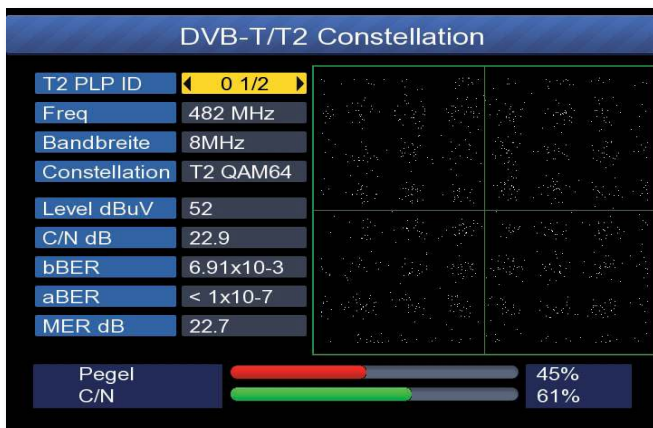 DVB-T/T2 Constellation
T2 PLP ID 0 1/2
Freq 482 MHz
Bandbreite 8MHz
Constellation T2 QAM64
Level dBuV 52
C/N dB 22.9
bBER 6.91x10-3
aBER < 1x10-7
MER dB 22.7
Pegel 45%
C/N 61%